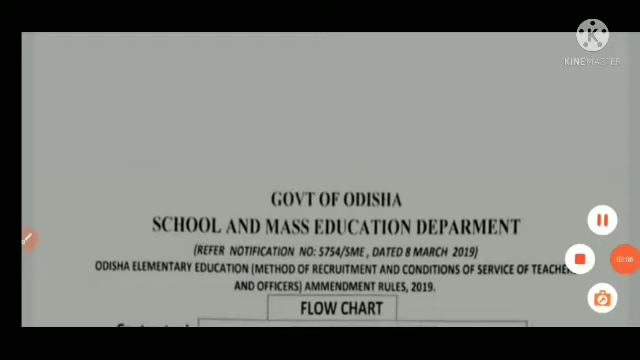 KINEMASTER
GOVT OF ODISHA
SCHOOL AND MASS EDUCATION DEPARMENT
(REFER NOTIFICATION NO: 5754/SME, DATED 8 MARCH 2019)
ODISHA ELEMENTARY EDUCATION (METHOD OF RECRUITMENT AND CONDITIONS OF SERVICE OF TEACHERS
AND OFFICERS) AMMENDMENT RULES, 2019.
02:06
FLOW CHART